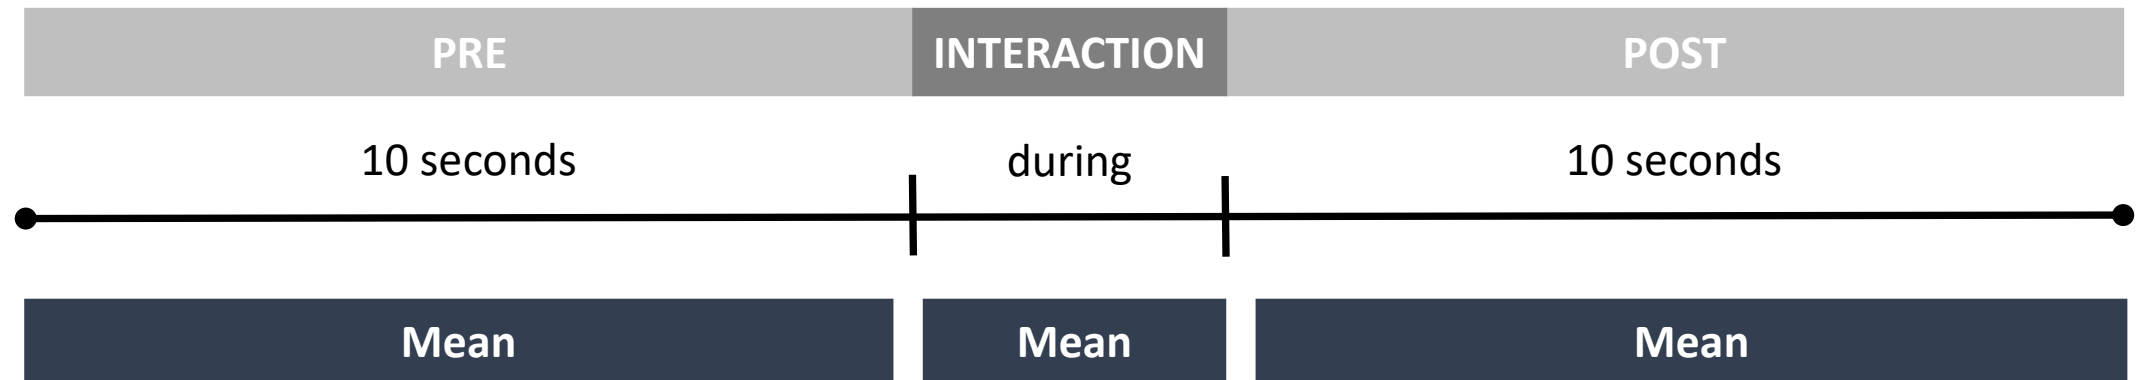 PRE INTERACTION POST
10 seconds during 10 seconds
Mean Mean Mean